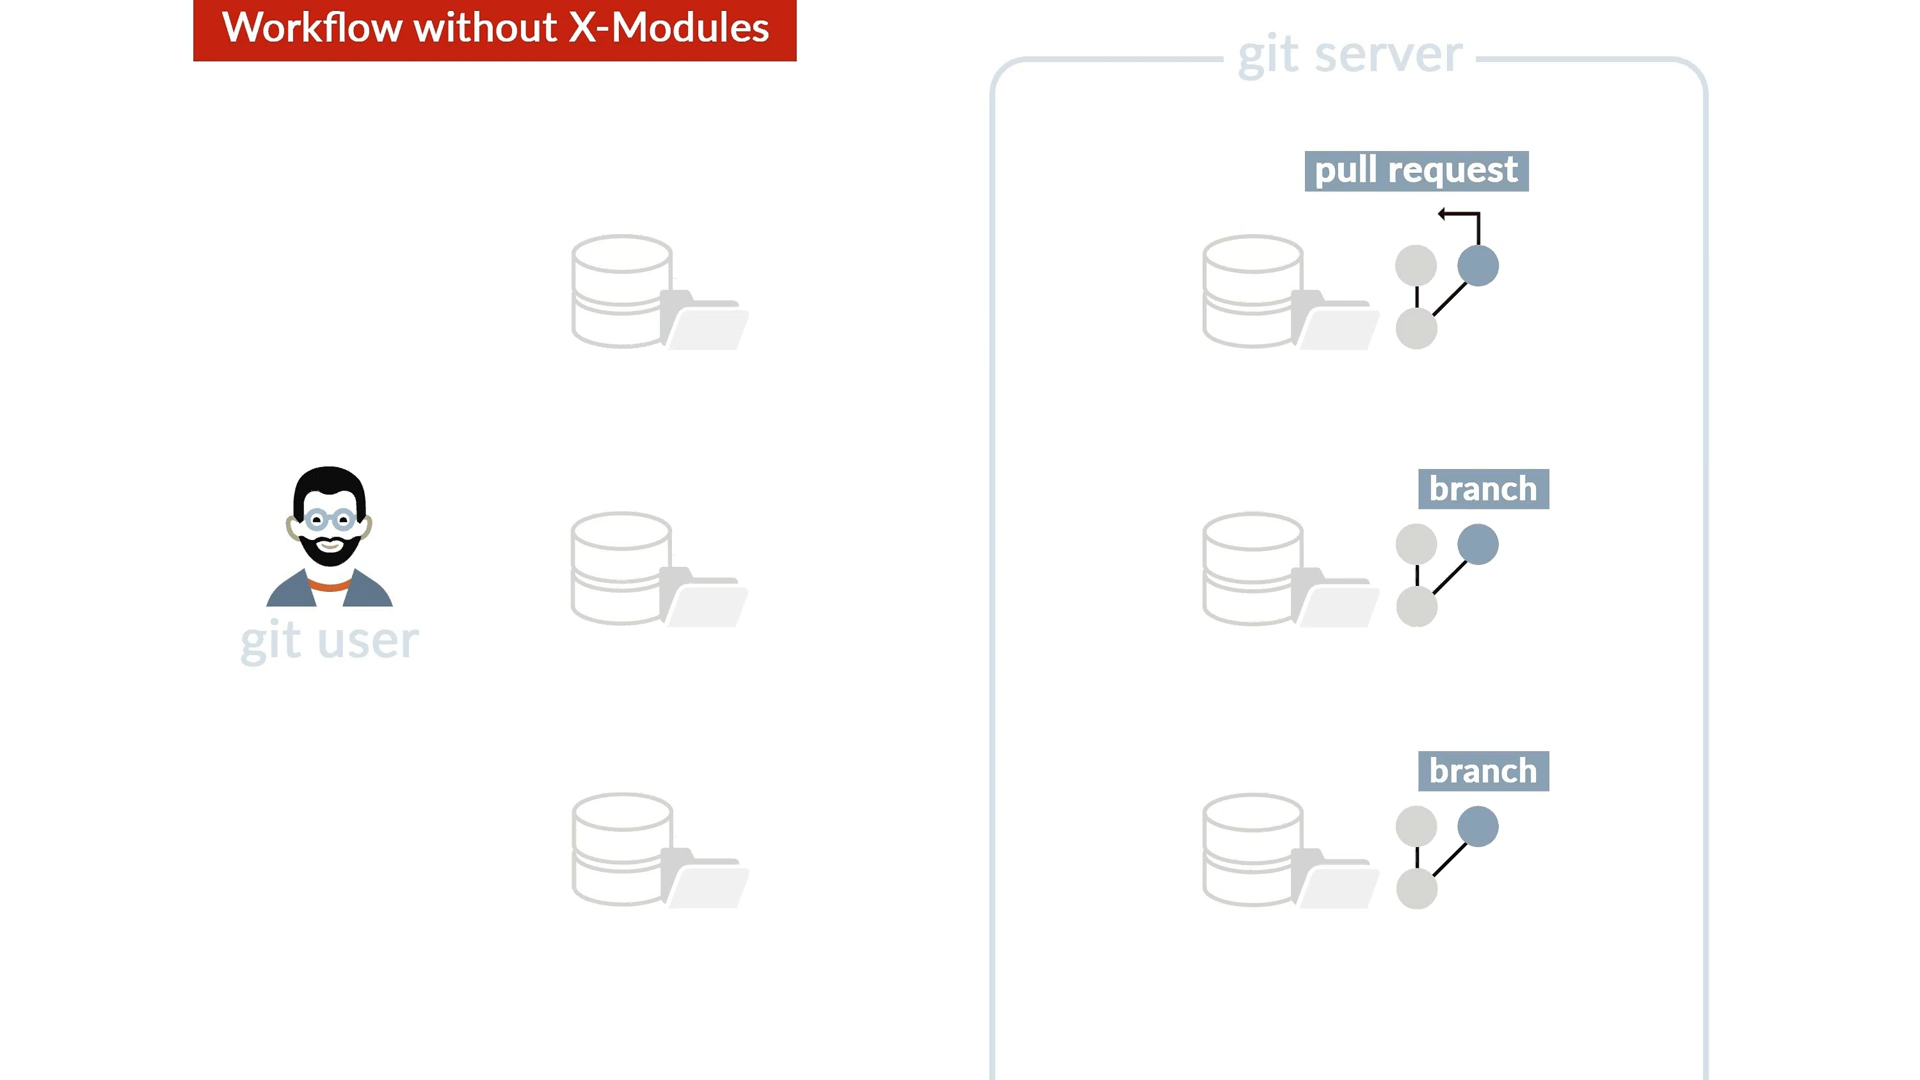 Workflow without X-Modules
git server
pull request
branch
git user
branch